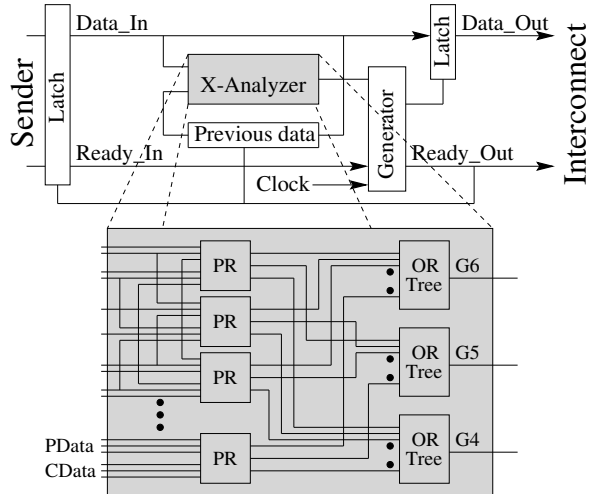 Data_In
Data_Out
Sender
Latch
X-Analyzer
Latch
Interconnect
Previous data
Generator
Ready_In
Ready_Out
Clock
PR
OR
Tree
G6
PR
PR
OR
Tree
G5
PR
OR
Tree
G4
PData
CData